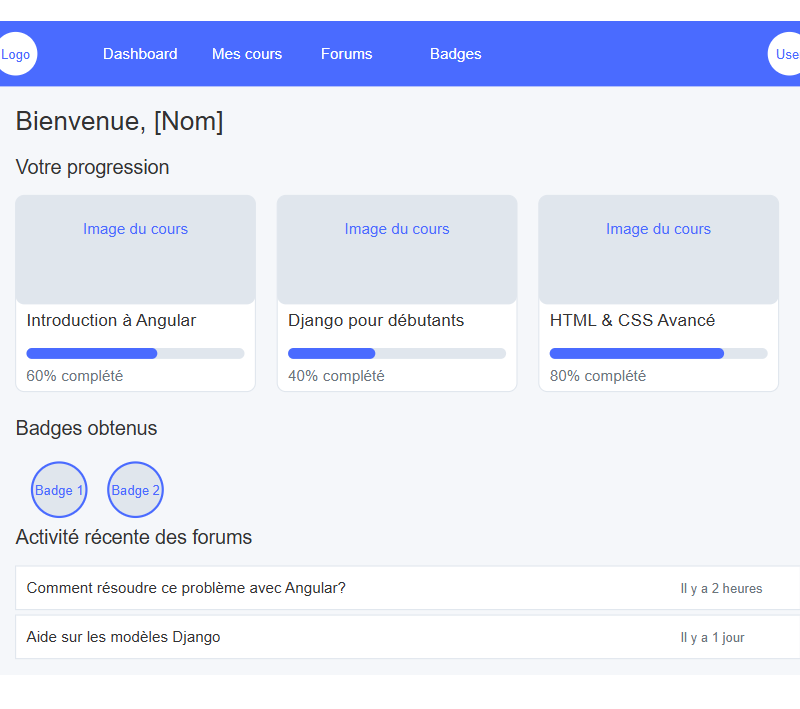 Logo
Dashboard Mes cours Forums Badges
Use
Bienvenue, [Nom]
Votre progression
Image du cours Image du cours Image du cours
Introduction à Angular Django pour débutants HTML & CSS Avancé
60% complété 40% complété 80% complété
Badges obtenus
Badge 1 Badge 2
Activité récente des forums
Comment résoudre ce problème avec Angular? Il y a 2 heures
Aide sur les modèles Django Il y a 1 jour